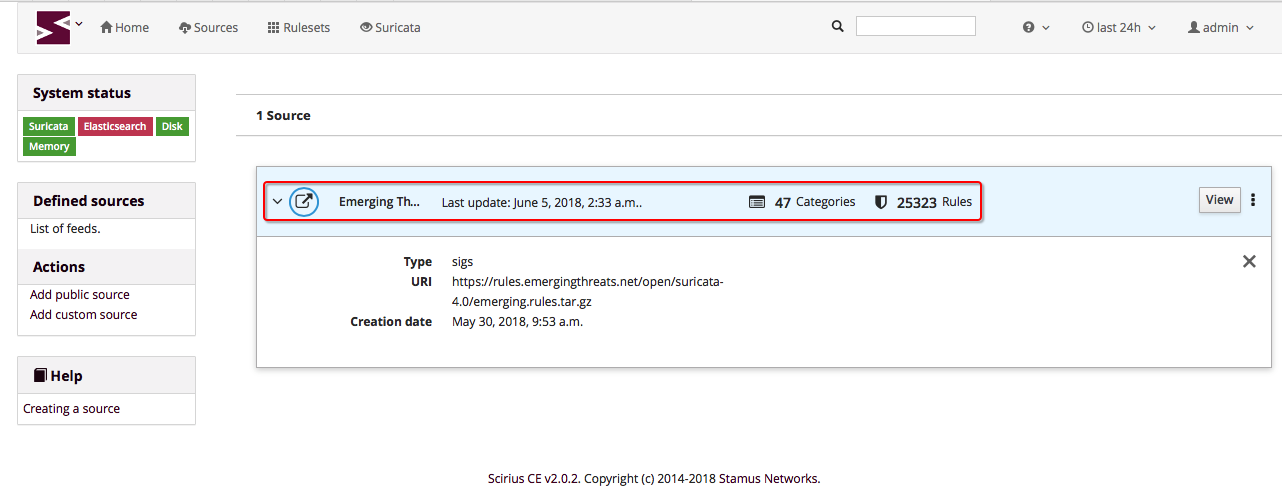 Home Sources Rulesets Suricata last 24h admin
System status
Suricata Elasticsearch Disk
Memory
Defined sources
List of feeds.
Actions
Add public source
Add custom source
Help
Creating a source
1 Source
Emerging Th... Last update: June 5, 2018, 2:33 a.m.. 47 Categories 25323 Rules View
Type sigs
URI https://rules.emergingthreats.net/open/suricata-
4.0/emerging.rules.tar.gz
Creation date May 30, 2018, 9:53 a.m.
Scirius CE v2.0.2. Copyright (c) 2014-2018 Stamus Networks.